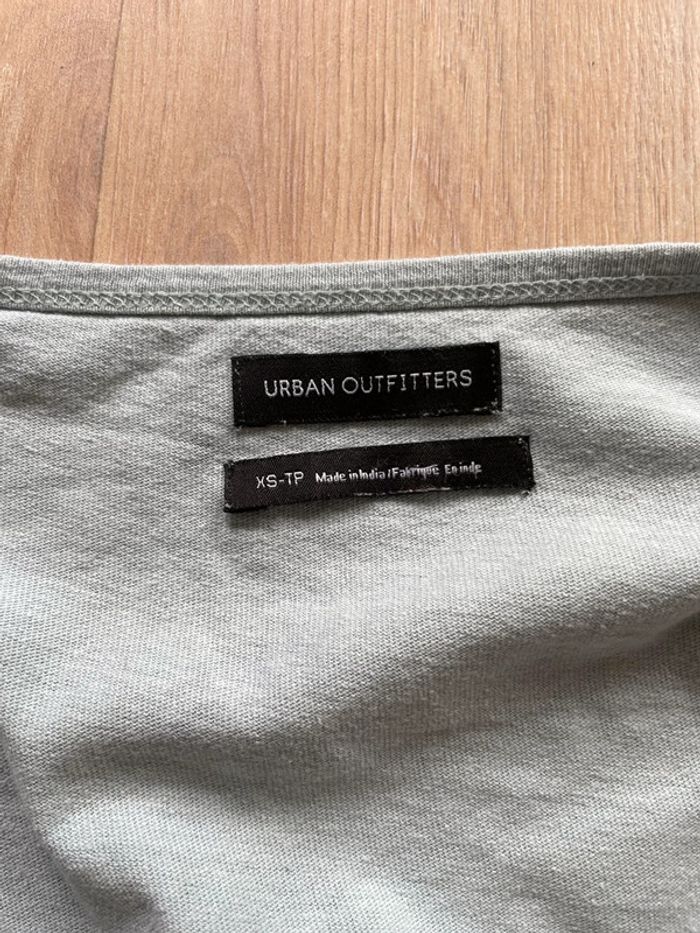 URBAN OUTFITTERS
XS-TP Made in India / Fabriqué En inde